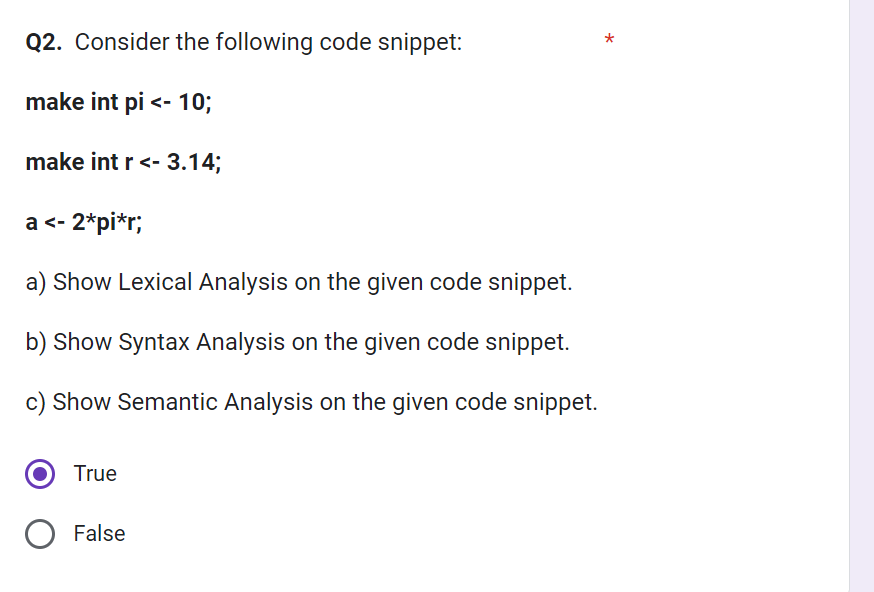 Q2. Consider the following code snippet: *
make int pi <- 10;
make int r <- 3.14;
a <- 2*pi*r;
a) Show Lexical Analysis on the given code snippet.
b) Show Syntax Analysis on the given code snippet.
c) Show Semantic Analysis on the given code snippet.
True
False